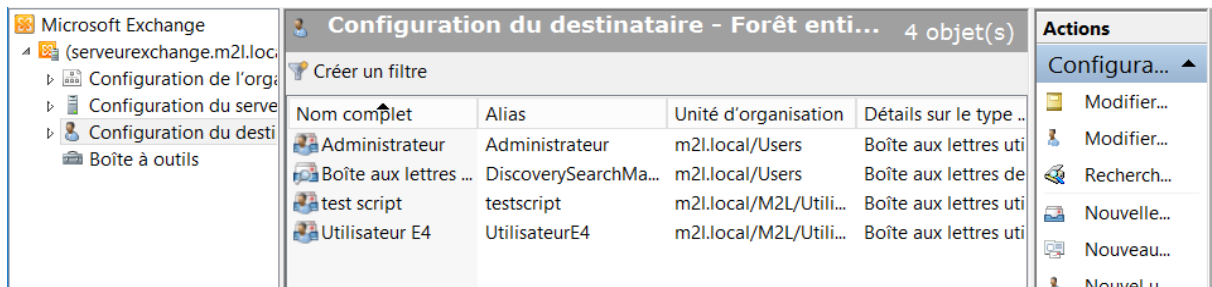 Microsoft Exchange
(serveurexchange.m2l.loca
Configuration de l'orga
Configuration du serve
Configuration du desti
Boîte à outils
Configuration du destinataire - Forêt enti... 4 objet(s)
Créer un filtre
Nom complet Alias Unité d'organisation Détails sur le type ..
Administrateur Administrateur m2l.local/Users Boîte aux lettres uti
Boîte aux lettres ... DiscoverySearchMa... m2l.local/Users Boîte aux lettres de
test script testscript m2l.local/M2L/Utili... Boîte aux lettres uti
Utilisateur E4 UtilisateurE4 m2l.local/M2L/Utili... Boîte aux lettres uti
Actions
Configura...
Modifier...
Modifier...
Recherch...
Nouvelle...
Nouveau...
Nouvel u